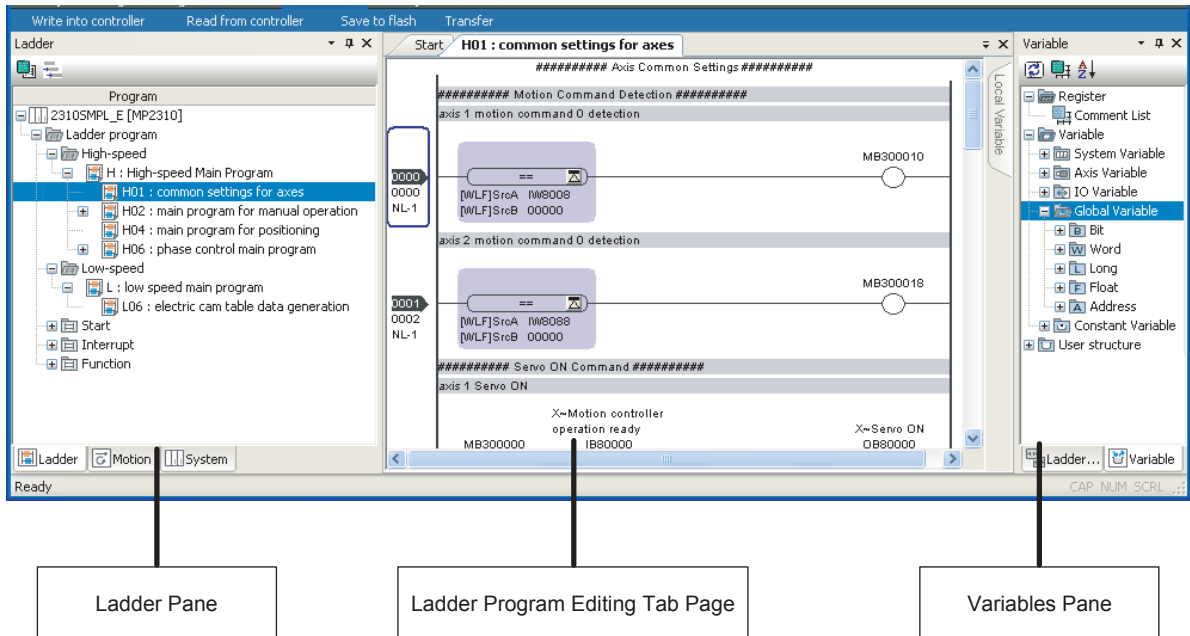 Write into controller Read from controller Save to flash Transfer
Ladder
Program
2310SMPL_E [MP2310]
Ladder program
High-speed
H : High-speed Main Program
H01 : common settings for axes
H02 : main program for manual operation
H04 : main program for positioning
H06 : phase control main program
Low-speed
L : low speed main program
L06 : electric cam table data generation
Start
Interrupt
Function
Ladder Motion System
Ready
Start H01 : common settings for axes
########## Axis Common Settings ##########
########## Motion Command Detection ##########
axis 1 motion command 0 detection
MB300010
0000
0000
NL-1
==
[WLF]SrcA IW8008
[WLF]SrcB 00000
axis 2 motion command 0 detection
MB300018
0001
0002
NL-1
==
[WLF]SrcA IW8088
[WLF]SrcB 00000
########## Servo ON Command ##########
axis 1 Servo ON
X~Motion controller
operation ready
X~Servo ON
MB300000 IB80000 OB80000
Local Variable
Variable
Register
Comment List
Variable
System Variable
Axis Variable
IO Variable
Global Variable
B Bit
W Word
L Long
F Float
A Address
Constant Variable
User structure
Ladder... Variable
CAP NUM SCRL
Ladder Pane
Ladder Program Editing Tab Page
Variables Pane